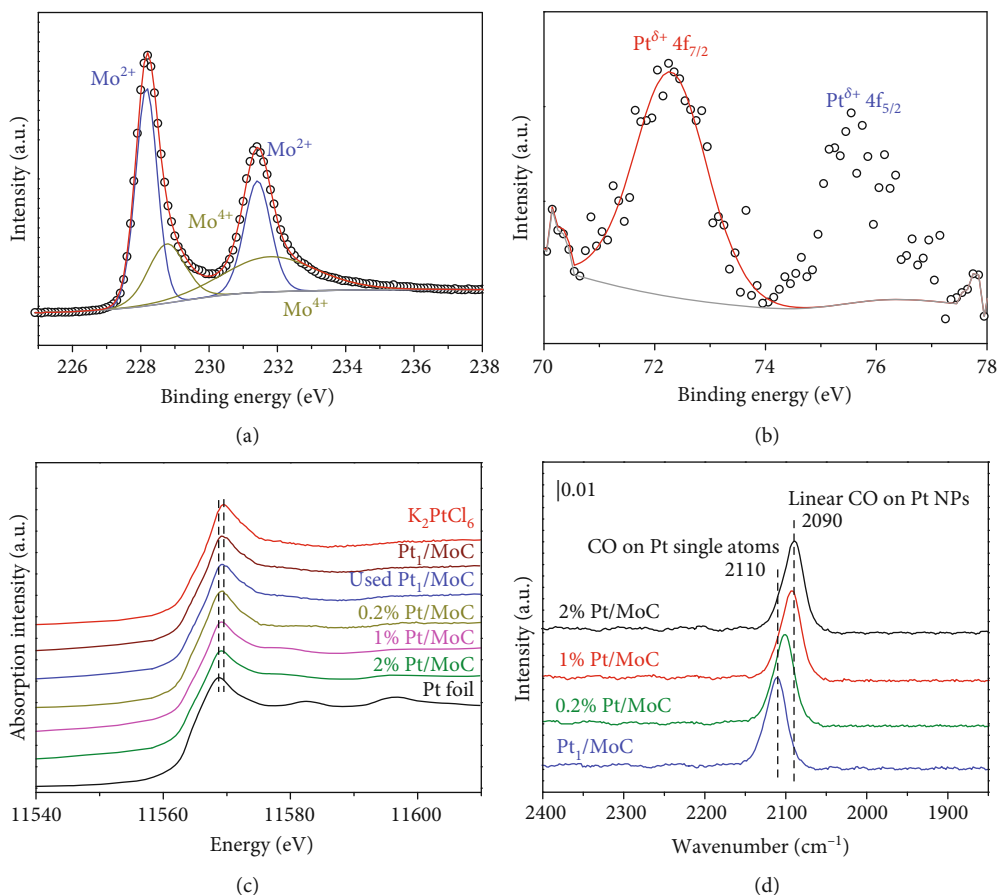 Intensity (a.u.)
Mo²⁺
Mo²⁺
Mo⁴⁺
Mo⁴⁺
226 228 230 232 234 236 238
Binding energy (eV)
(a)
Intensity (a.u.)
Pt^δ+ 4f₇/₂
Pt^δ+ 4f₅/₂
70 72 74 76 78
Binding energy (eV)
(b)
Absorption intensity (a.u.)
K₂PtCl₆
Pt₁/MoC
Used Pt₁/MoC
0.2% Pt/MoC
1% Pt/MoC
2% Pt/MoC
Pt foil
11540 11560 11580 11600
Energy (eV)
(c)
Intensity (a.u.)
0.01
Linear CO on Pt NPs
2090
CO on Pt single atoms
2110
2% Pt/MoC
1% Pt/MoC
0.2% Pt/MoC
Pt₁/MoC
2400 2300 2200 2100 2000 1900
Wavenumber (cm⁻¹)
(d)